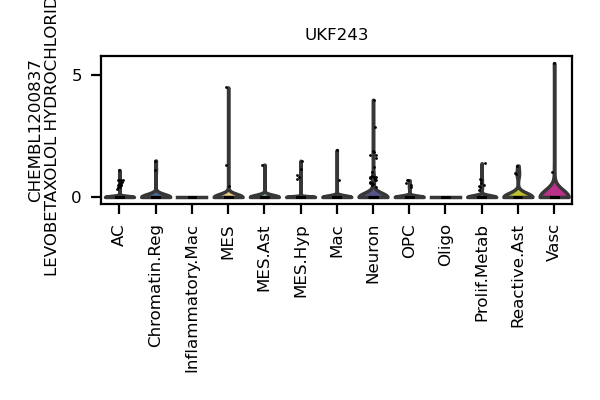 UKF243
CHEMBL1200837
LEVOBETAXOLOL HYDROCHLORID
5
0
AC
Chromatin.Reg
Inflammatory.Mac
MES
MES.Ast
MES.Hyp
Mac
Neuron
OPC
Oligo
Prolif.Metab
Reactive.Ast
Vasc